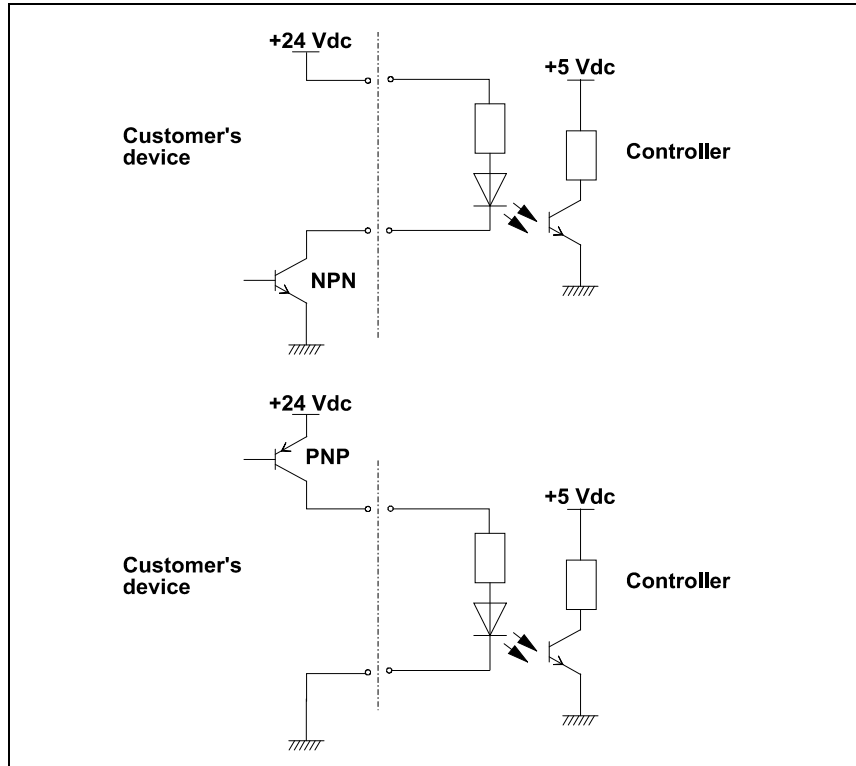 +24 Vdc
+5 Vdc
Customer's
device
Controller
NPN
+24 Vdc
PNP
+5 Vdc
Customer's
device
Controller